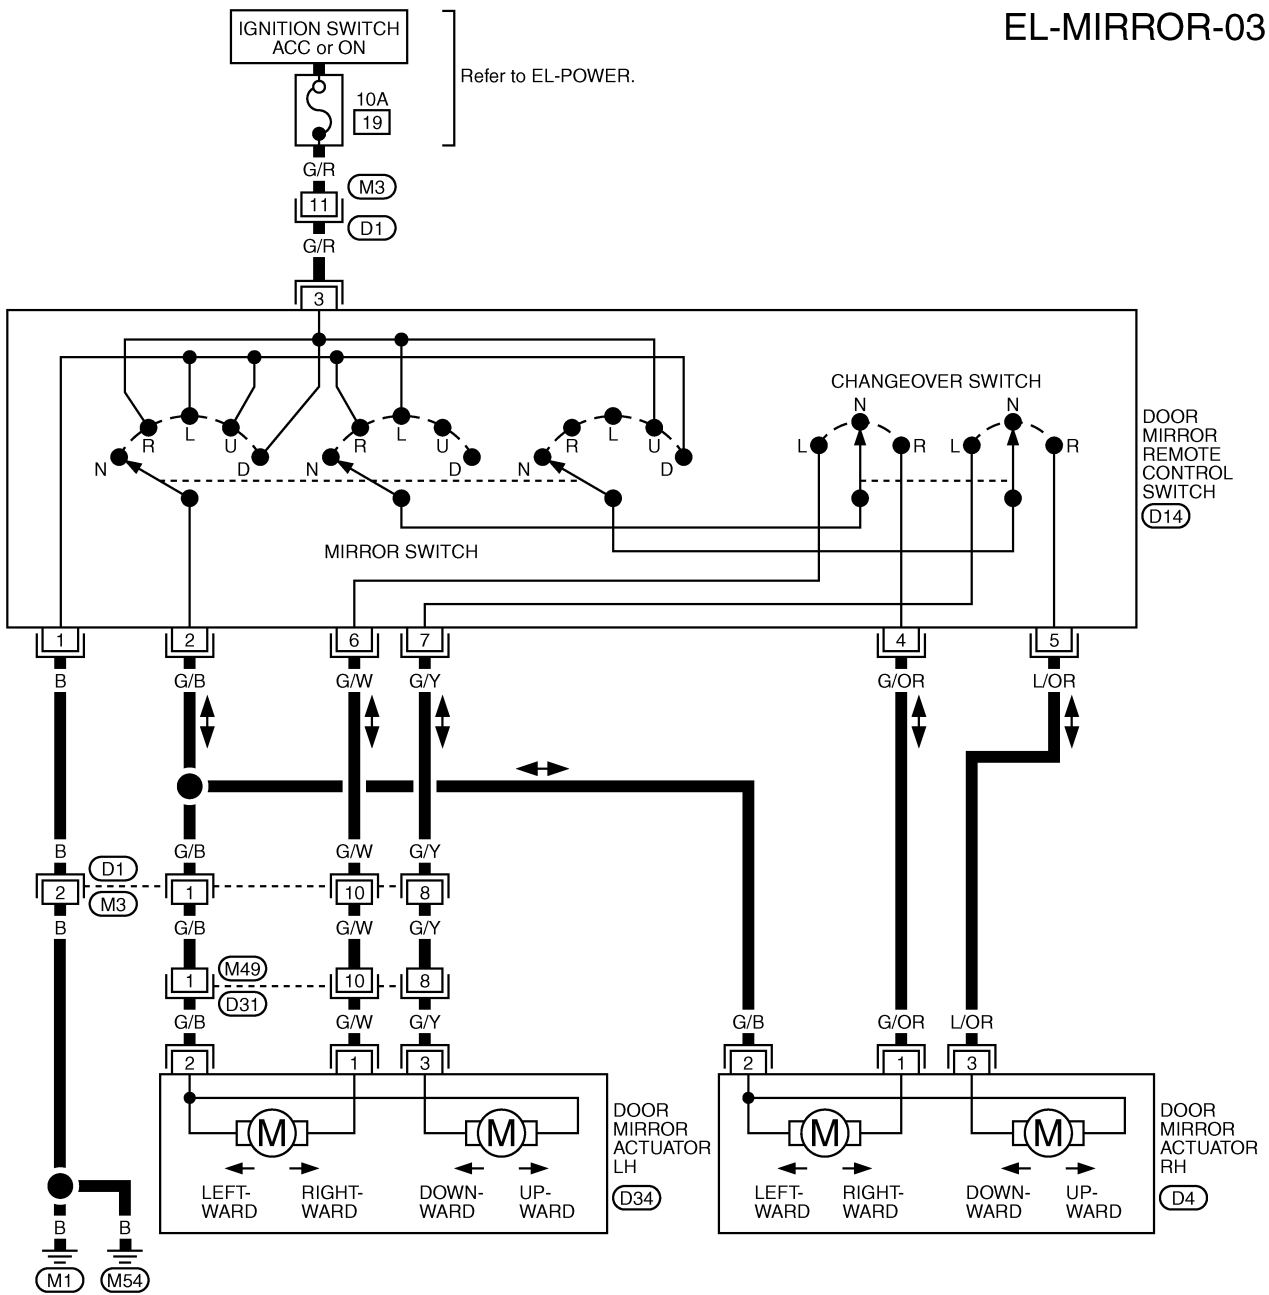 EL-MIRROR-03
IGNITION SWITCH
ACC or ON
Refer to EL-POWER.
10A
19
G/R
M3
11
D1
G/R
3
CHANGEOVER SWITCH
N N
R L U D N
R L U D N
R L U D
L R L R
N
DOOR
MIRROR
REMOTE
CONTROL
SWITCH
D14
MIRROR SWITCH
1 2 6 7 4 5
B G/B G/W G/Y G/OR L/OR
B G/B G/W G/Y
D1
2 1 10 8
M3
B G/B G/W G/Y
M49
1 10 8
D31
G/B G/W G/Y G/B G/OR L/OR
2 1 3 2 1 3
M M M M
DOOR
MIRROR
ACTUATOR
LH
D34
DOOR
MIRROR
ACTUATOR
RH
D4
LEFT-
WARD
RIGHT-
WARD
DOWN-
WARD
UP-
WARD
LEFT-
WARD
RIGHT-
WARD
DOWN-
WARD
UP-
WARD
B B
M1 M54